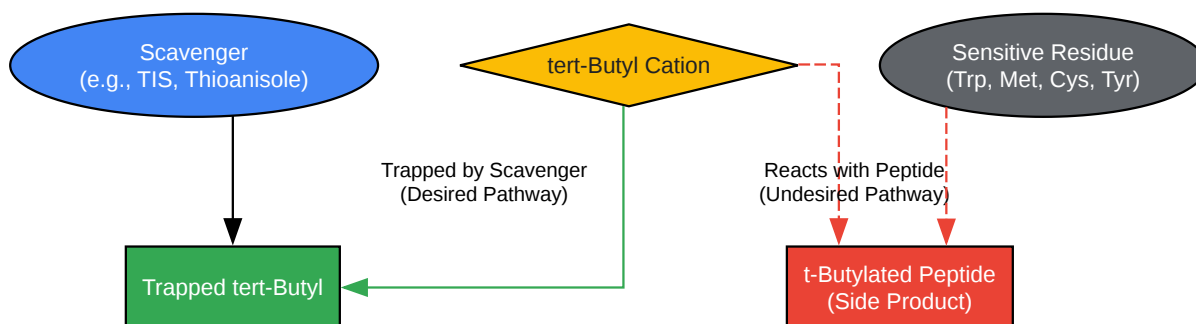 Scavenger
(e.g., TIS, Thioanisole)
tert-Butyl Cation
Sensitive Residue
(Trp, Met, Cys, Tyr)
Trapped by Scavenger
(Desired Pathway)
Reacts with Peptide
(Undesired Pathway)
Trapped tert-Butyl
t-Butylated Peptide
(Side Product)